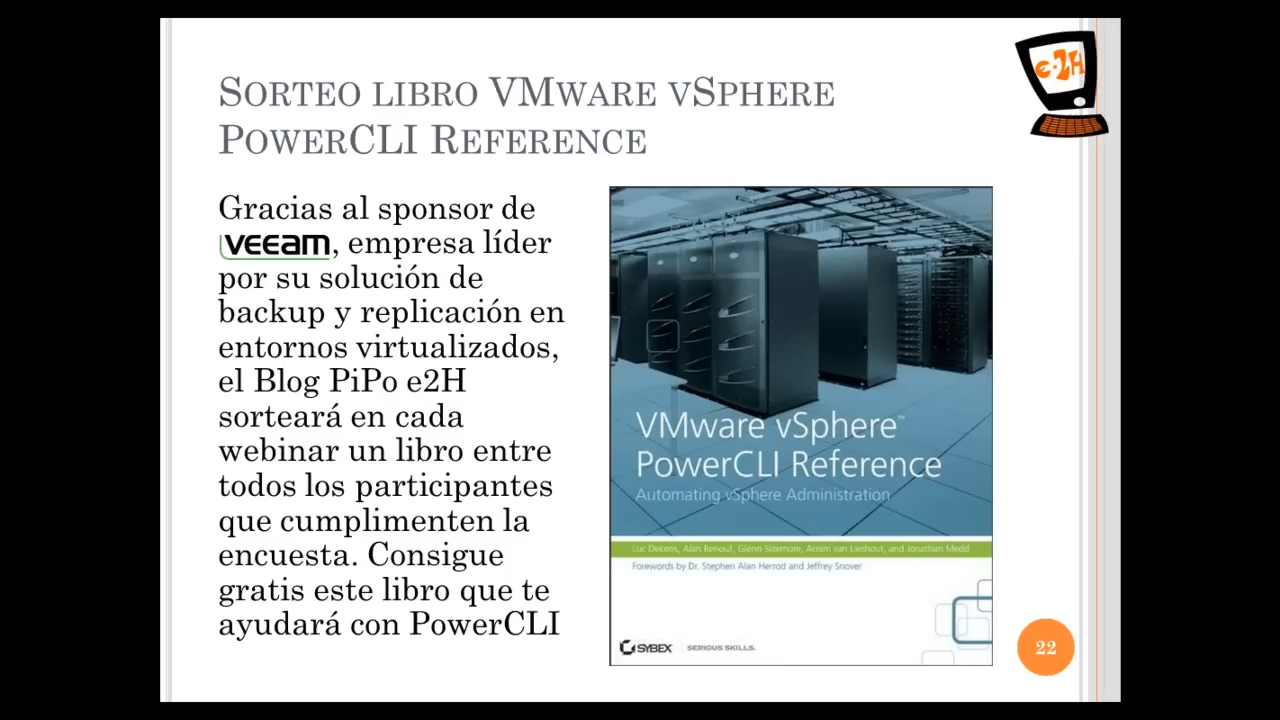 SORTEO LIBRO VMWARE VSPHERE
POWERCLI REFERENCE
e-2H
Gracias al sponsor de
veeam, empresa líder
por su solución de
backup y replicación en
entornos virtualizados,
el Blog PiPo e2H
sorteará en cada
webinar un libro entre
todos los participantes
que cumplimenten la
encuesta. Consigue
gratis este libro que te
ayudará con PowerCLI
VMware vSphere™
PowerCLI Reference
Automating vSphere Administration
Luc Dekens, Alan Renouf, Glenn Sizemore, Arnim van Lieshout, and Jonathan Medd
Forewords by Dr. Stephen Alan Herrod and Jeffrey Snover
SYBEX SERIOUS SKILLS.
22